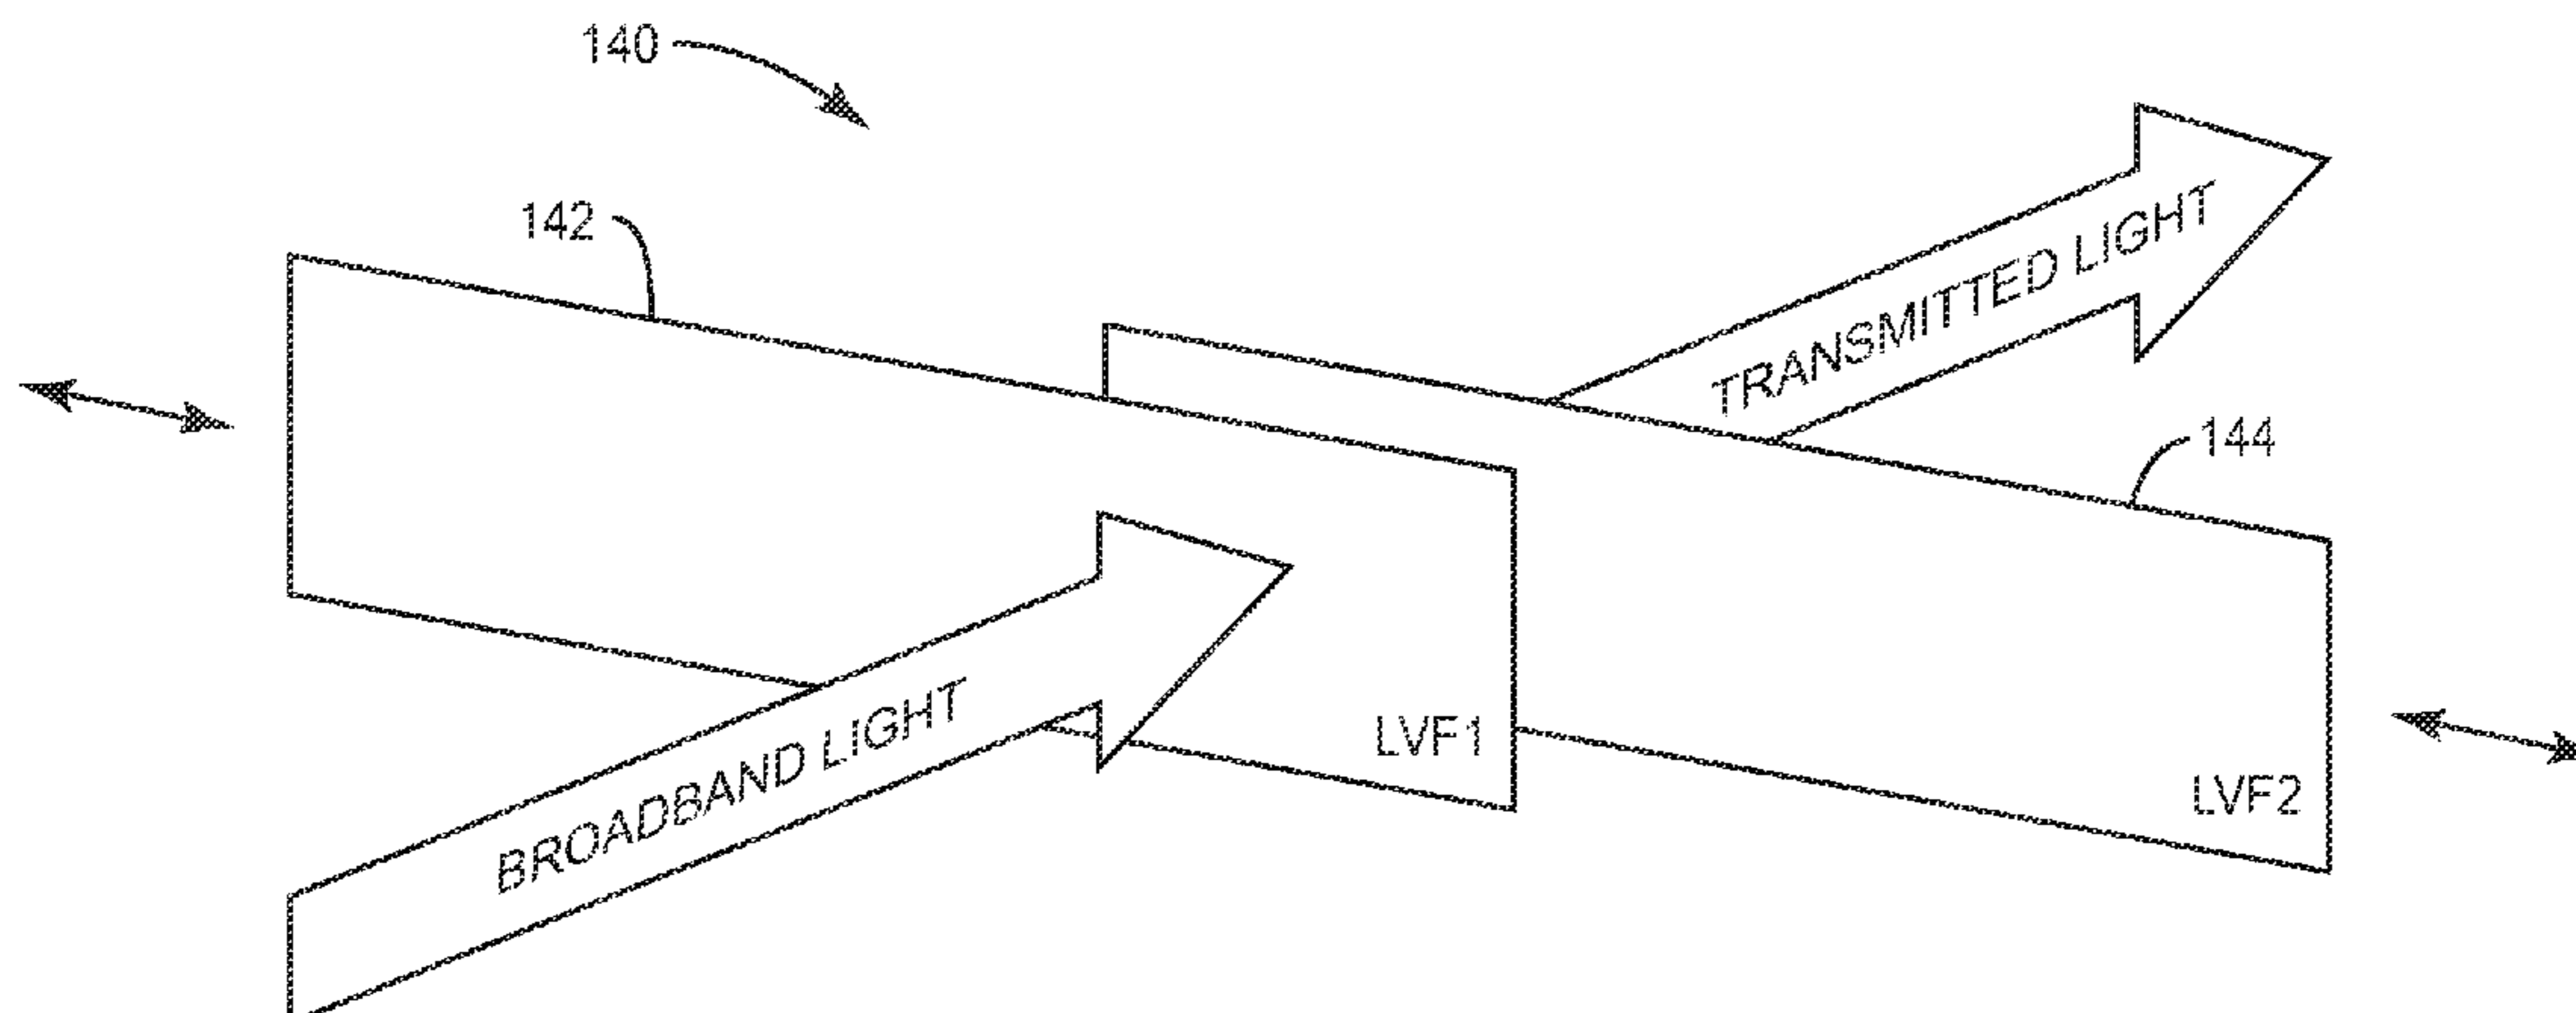 140
142
TRANSMITTED LIGHT
144
BROADBAND LIGHT
LVF1
LVF2